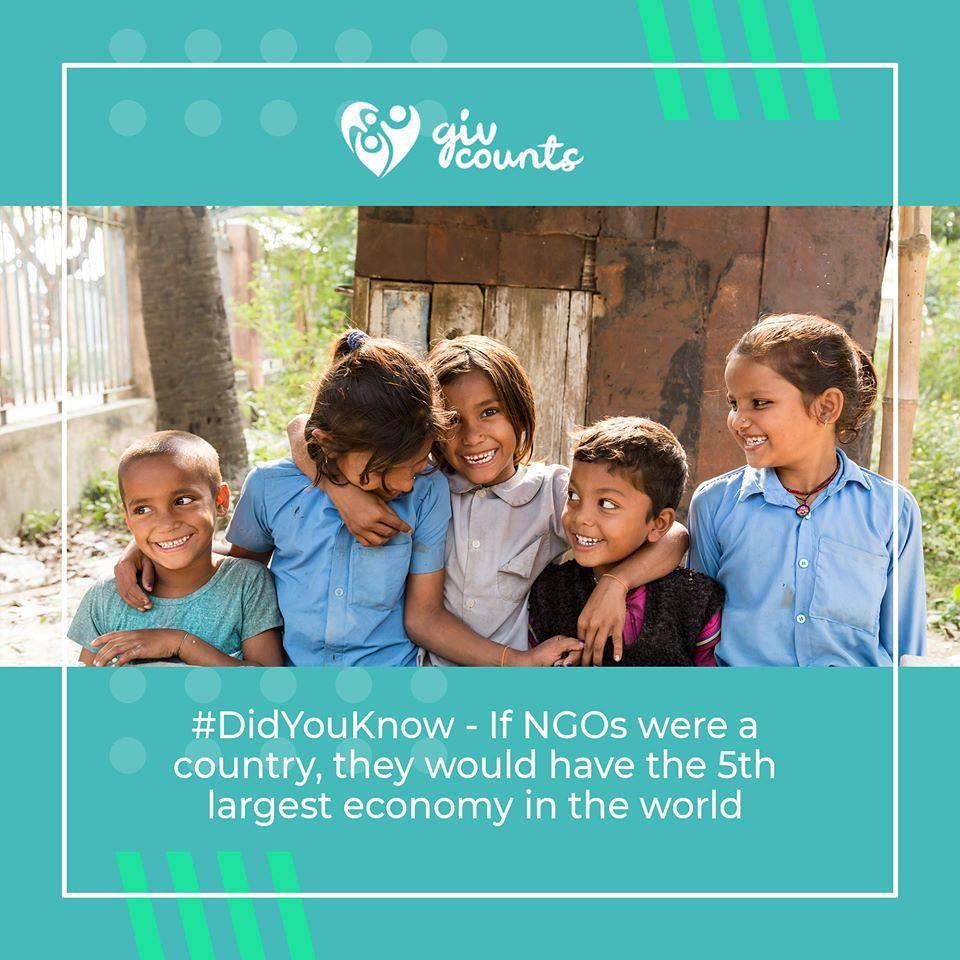 giv
counts
#DidYouKnow - If NGOs were a
country, they would have the 5th
largest economy in the world